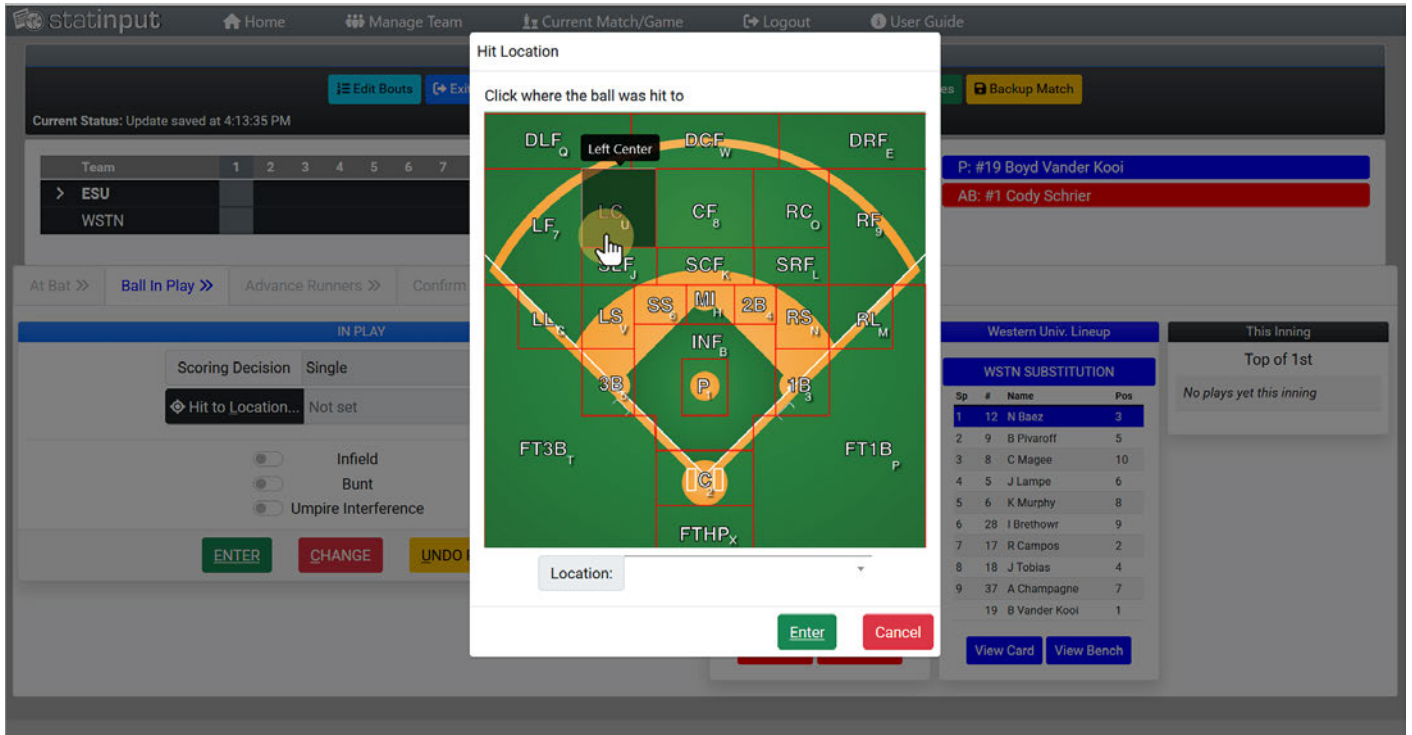 statinput Home Manage Team Current Match/Game Logout User Guide
Hit Location
Click where the ball was hit to
Edit Bouts Backup Match
Current Status: Update saved at 4:13:35 PM
Team 1 2 3 4 5 6 7
ESU
WSTN
P: #19 Boyd Vander Kooi
AB: #1 Cody Schrier
DLF Q
Left Center
DCF W
DRF E
LF 7
LC U
CF 8
RC O
RF 9
SLF J
SCF K
SRF L
LL G
LS V
SS 6
MI H
2B 4
RS N
RL M
INF B
3B 5
P 1
1B 3
FT3B T
FT1B P
C 2
FTHP X
Location:
Enter Cancel
At Bat Ball In Play Advance Runners Confirm
IN PLAY
Scoring Decision Single
Hit to Location... Not set
Infield
Bunt
Umpire Interference
ENTER CHANGE UNDO
Western Univ. Lineup
WSTN SUBSTITUTION
Sp # Name Pos
1 12 N Baez 3
2 9 B Pivaroff 5
3 8 C Magee 10
4 5 J Lampe 6
5 6 K Murphy 8
6 28 I Brethowr 9
7 17 R Campos 2
8 18 J Tobias 4
9 37 A Champagne 7
19 B Vander Kooi 1
View Card View Bench
This Inning
Top of 1st
No plays yet this inning